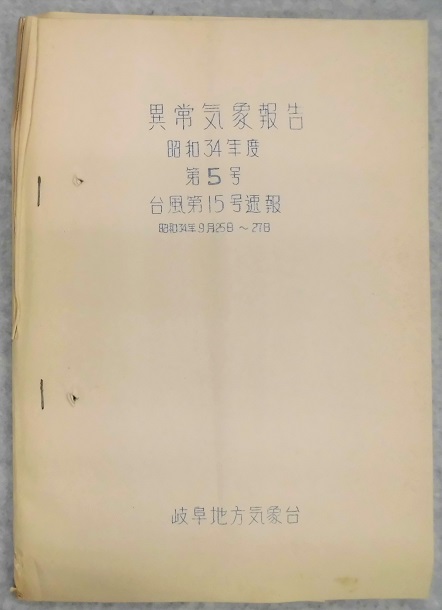 異常気象報告
昭和34年度
第5号
台風第15号速報
昭和34年9月25日～27日
岐阜地方気象台